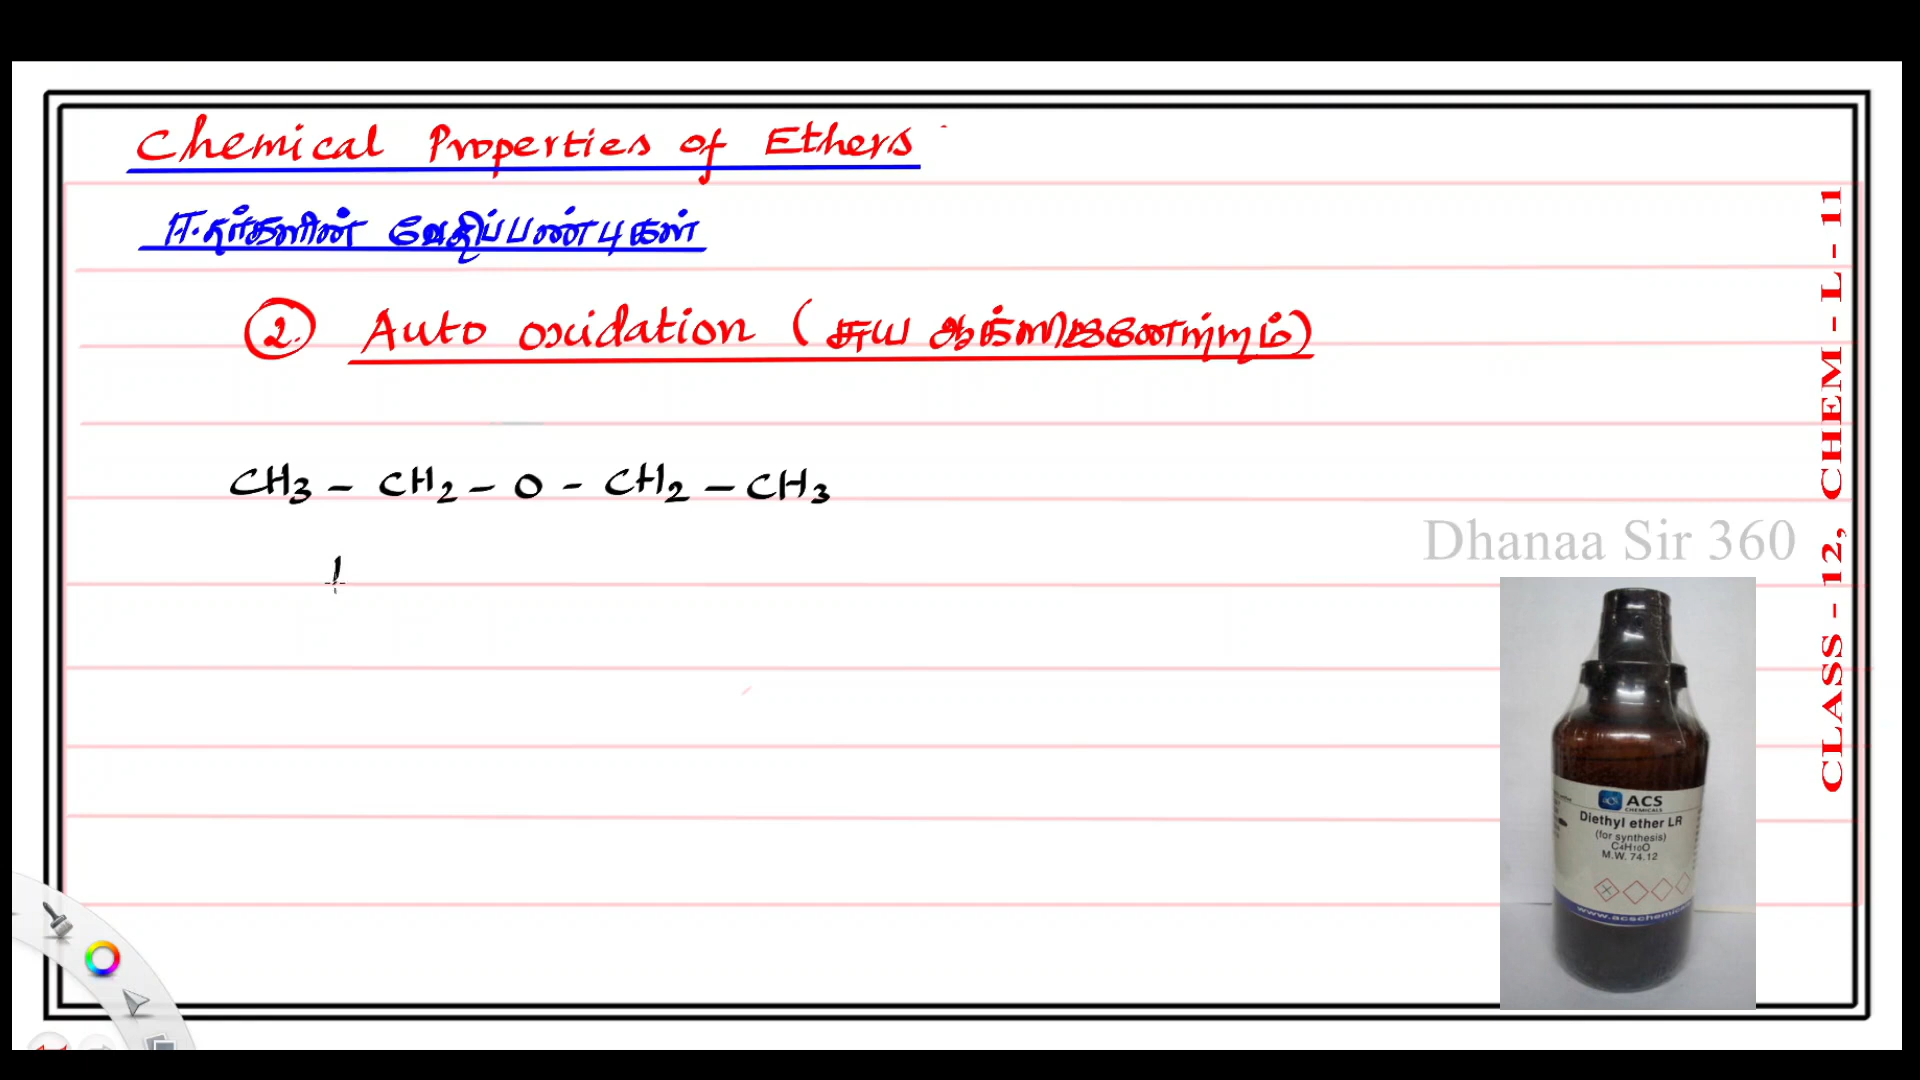 Chemical Properties of Ethers
ஈதர்களின் வேதிப்பண்புகள்
2. Auto oxidation (சுய ஆக்ஸிஜனேற்றம்)
CH3 - CH2 - O - CH2 - CH3
Dhanaa Sir 360
CLASS - 12, CHEM - L - 11
ACS
CHEMICALS
Diethyl ether LR
(for synthesis)
C4H10O
M.W. 74.12